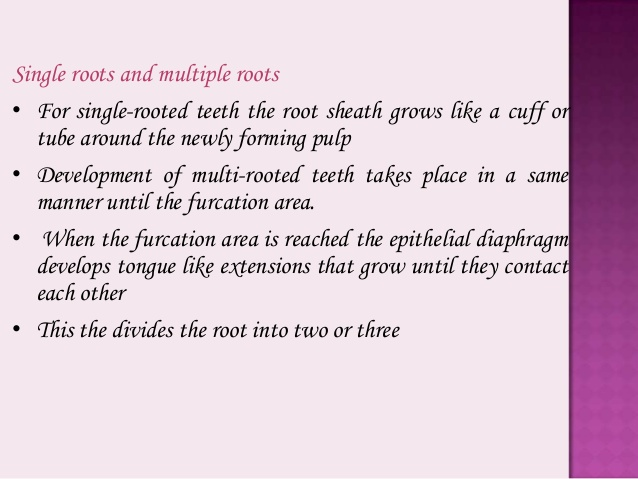 Single roots and multiple roots
• For single-rooted teeth the root sheath grows like a cuff or
tube around the newly forming pulp
• Development of multi-rooted teeth takes place in a same
manner until the furcation area.
• When the furcation area is reached the epithelial diaphragm
develops tongue like extensions that grow until they contact
each other
• This the divides the root into two or three